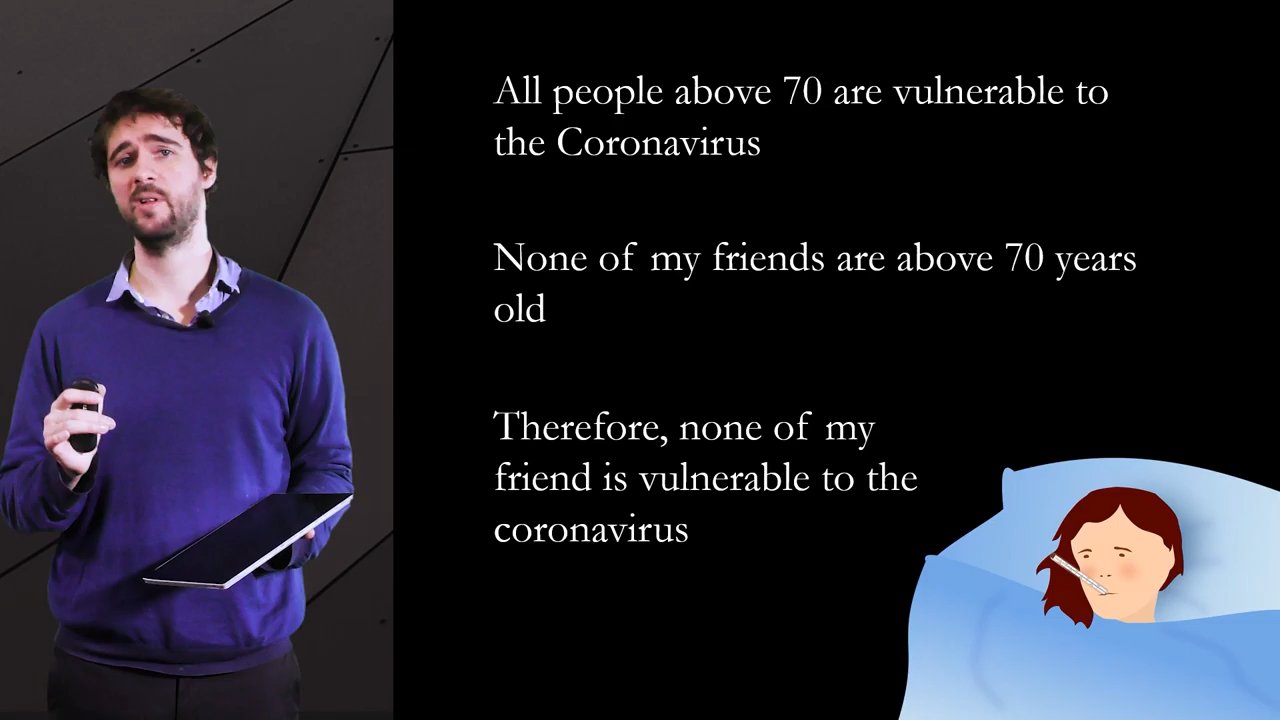 All people above 70 are vulnerable to
the Coronavirus
None of my friends are above 70 years
old
Therefore, none of my
friend is vulnerable to the
coronavirus